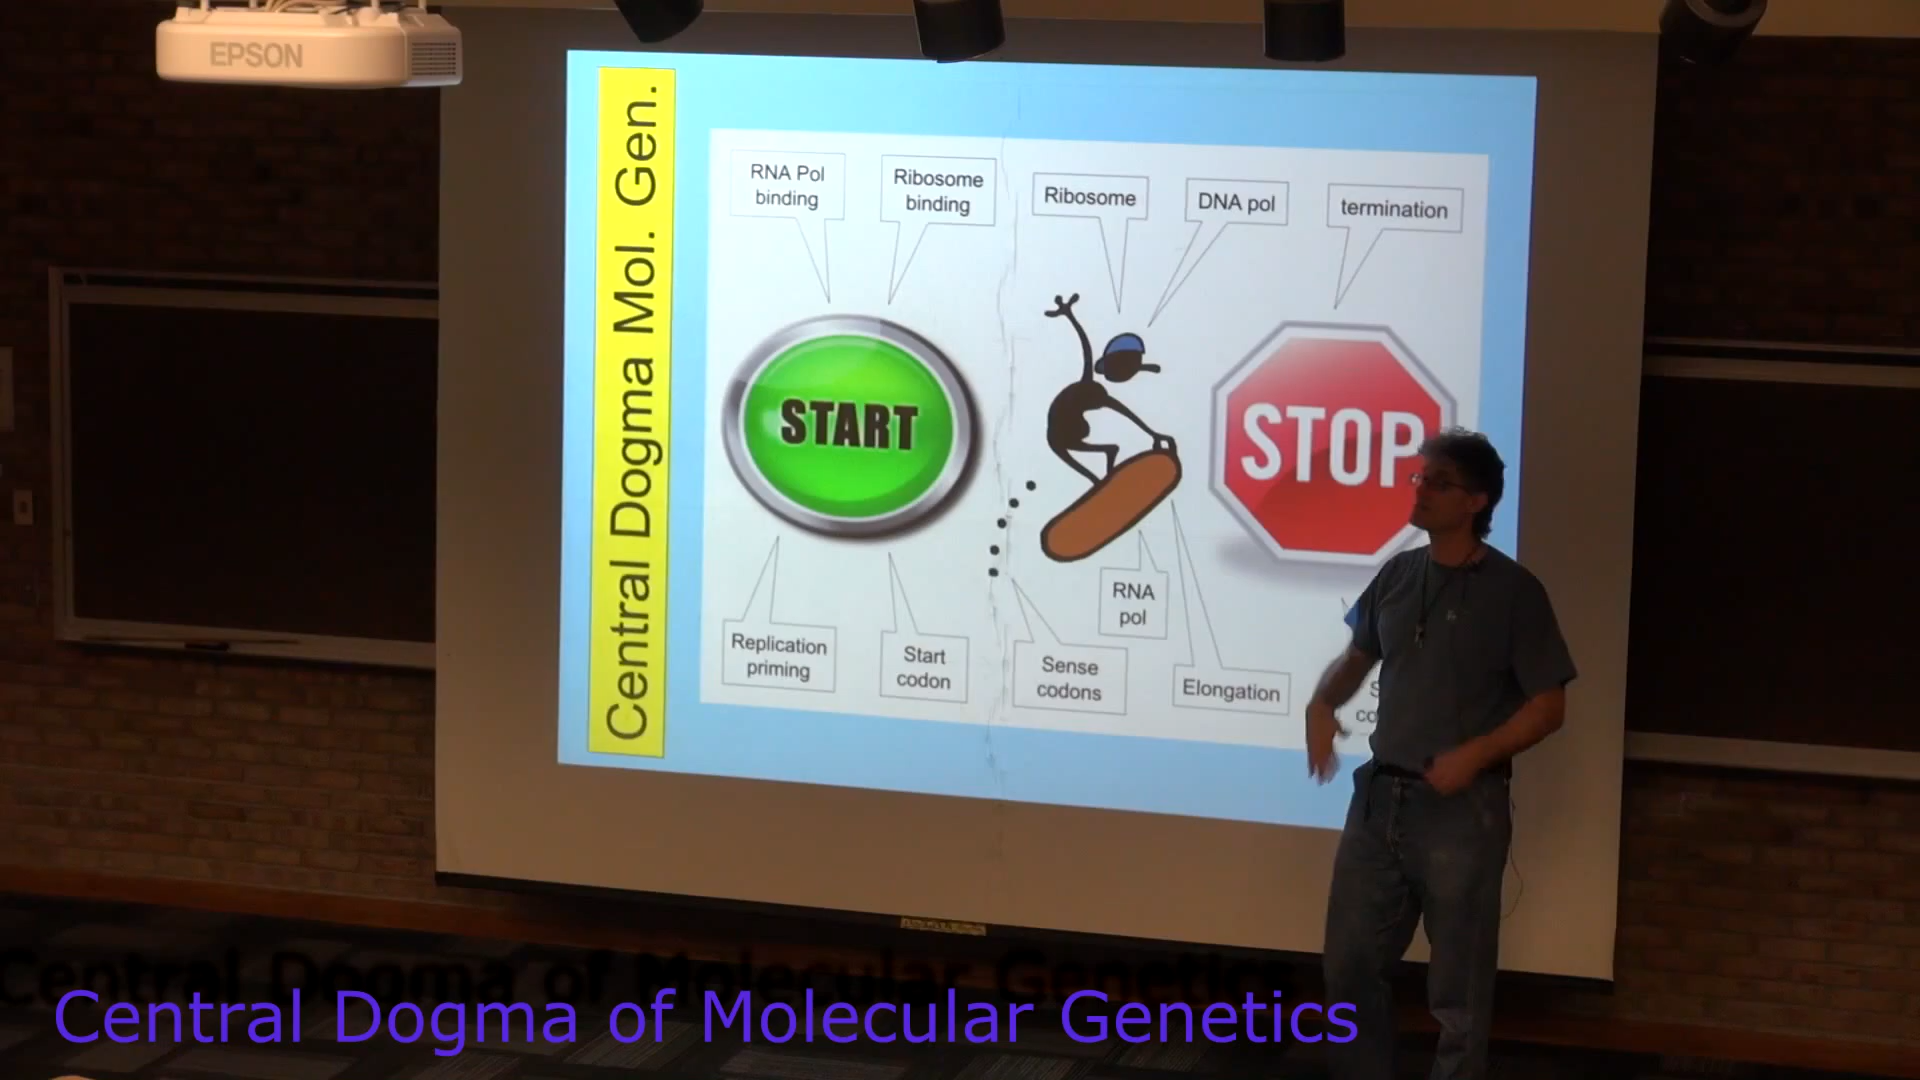 EPSON
Central Dogma Mol. Gen.
RNA Pol
binding
Ribosome
binding
Ribosome
DNA pol
termination
START
STOP
Replication
priming
Start
codon
Sense
codons
RNA
pol
Elongation
Central Dogma of Molecular Genetics